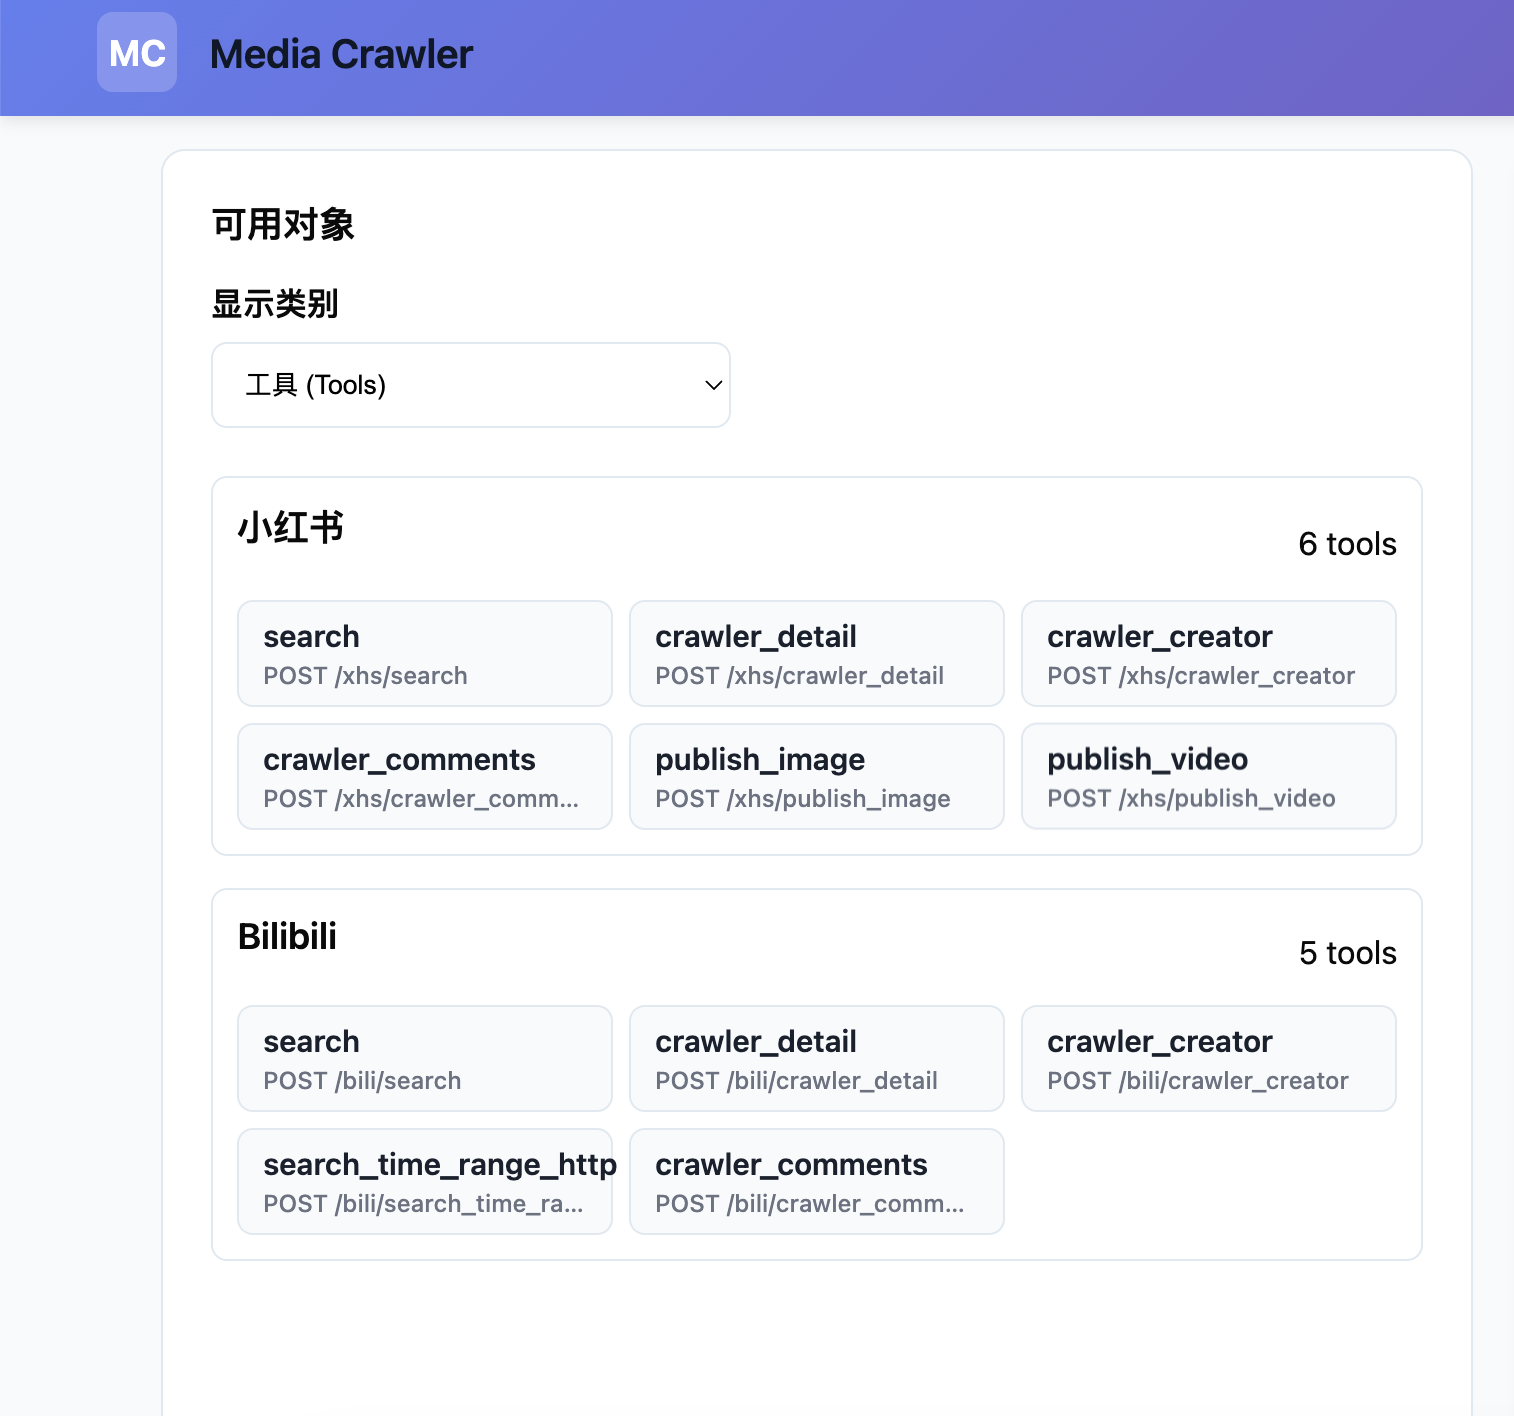 MC
Media Crawler
可用对象
显示类别
工具 (Tools)
小红书
6 tools
search
POST /xhs/search
crawler_detail
POST /xhs/crawler_detail
crawler_creator
POST /xhs/crawler_creator
crawler_comments
POST /xhs/crawler_comm...
publish_image
POST /xhs/publish_image
publish_video
POST /xhs/publish_video
Bilibili
5 tools
search
POST /bili/search
crawler_detail
POST /bili/crawler_detail
crawler_creator
POST /bili/crawler_creator
search_time_range_http
POST /bili/search_time_ra...
crawler_comments
POST /bili/crawler_comm...